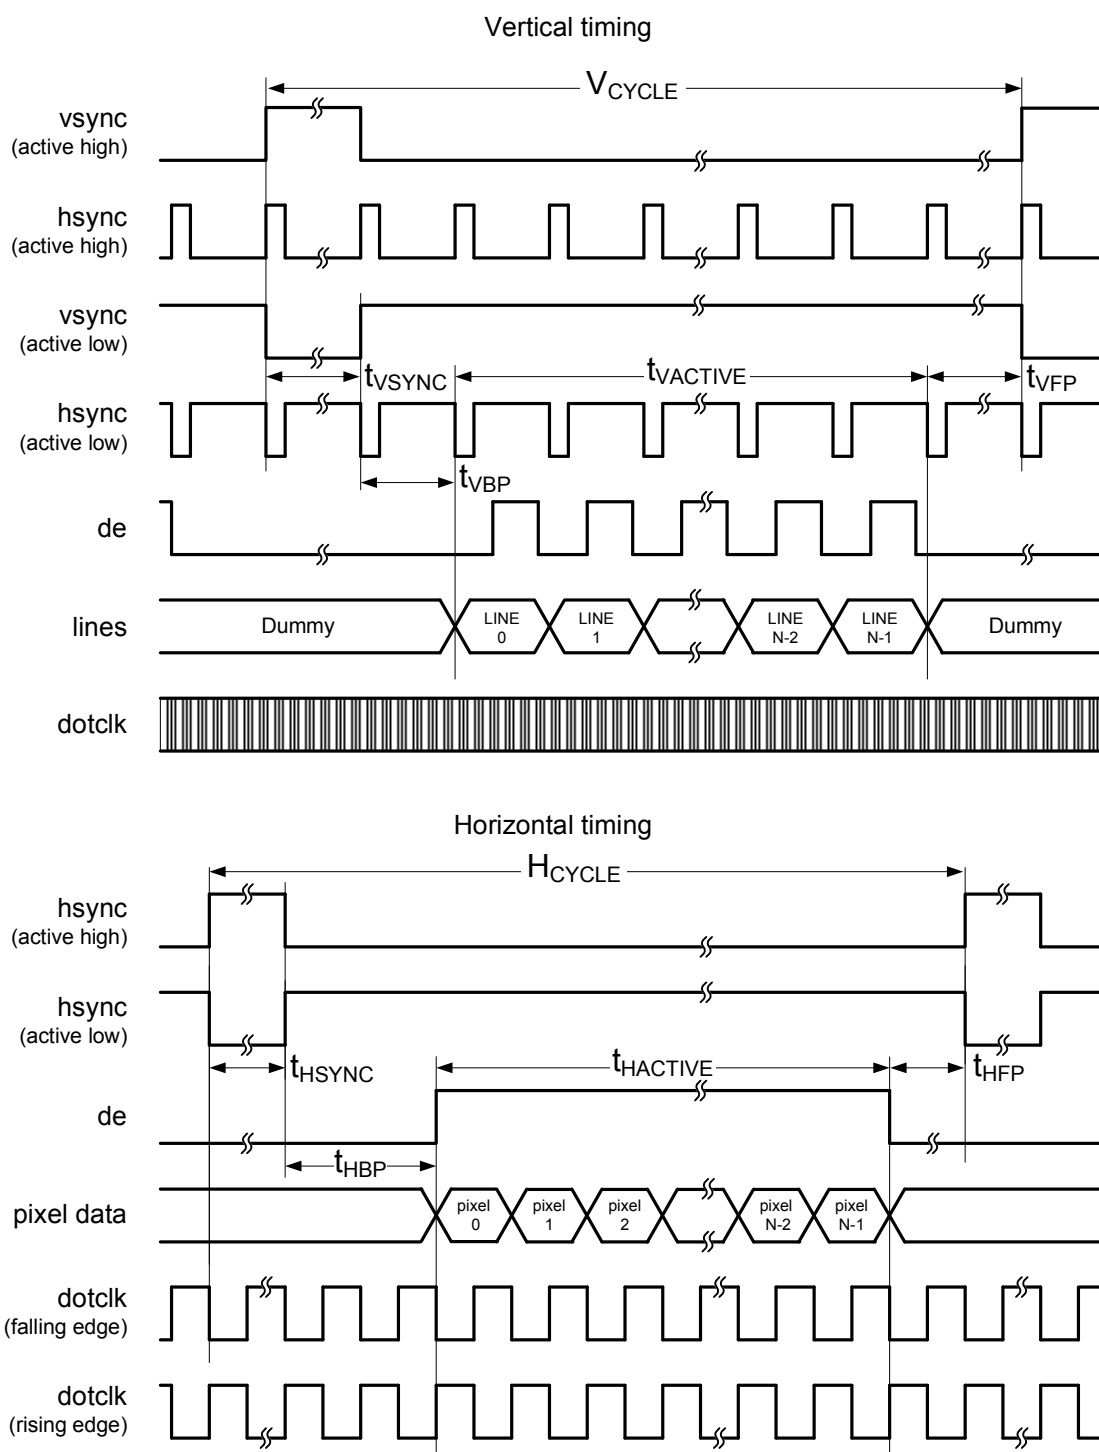 Vertical timing
VCYCLE
vsync
(active high)
hsync
(active high)
vsync
(active low)
tVSYNC
tVACTIVE
tVFP
hsync
(active low)
tVBP
de
lines
Dummy
LINE 0
LINE 1
LINE N-2
LINE N-1
Dummy
dotclk
Horizontal timing
HCYCLE
hsync
(active high)
hsync
(active low)
tHSYNC
tHACTIVE
tHFP
de
tHBP
pixel data
pixel 0
pixel 1
pixel 2
pixel N-2
pixel N-1
dotclk
(falling edge)
dotclk
(rising edge)